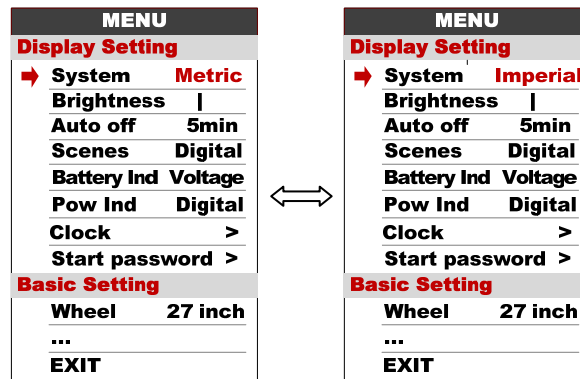 MENU
Display Setting
System Metric
Brightness |
Auto off 5min
Scenes Digital
Battery Ind Voltage
Pow Ind Digital
Clock >
Start password >
Basic Setting
Wheel 27 inch
...
EXIT
MENU
Display Setting
System Imperial
Brightness |
Auto off 5min
Scenes Digital
Battery Ind Voltage
Pow Ind Digital
Clock >
Start password >
Basic Setting
Wheel 27 inch
...
EXIT